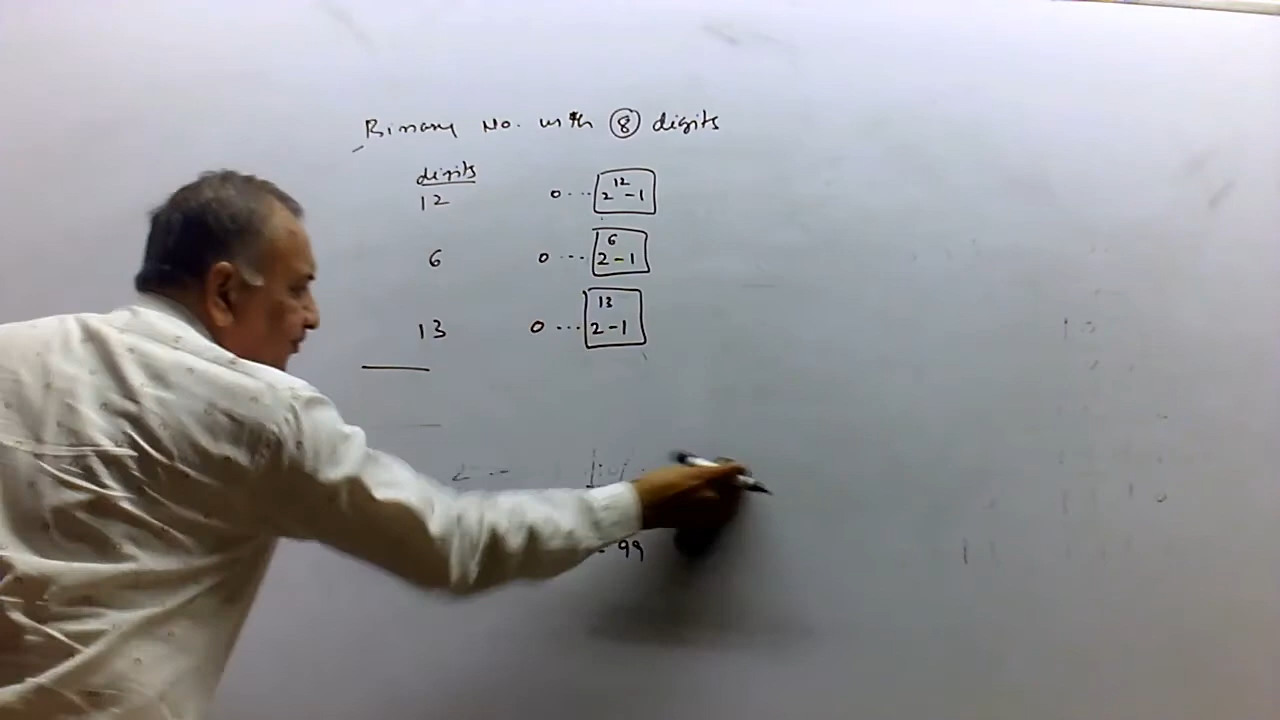 Binary No. with 8 digits
digits
12 0 ... 2^12 - 1
6 0 ... 2^6 - 1
13 0 ... 2^13 - 1
99